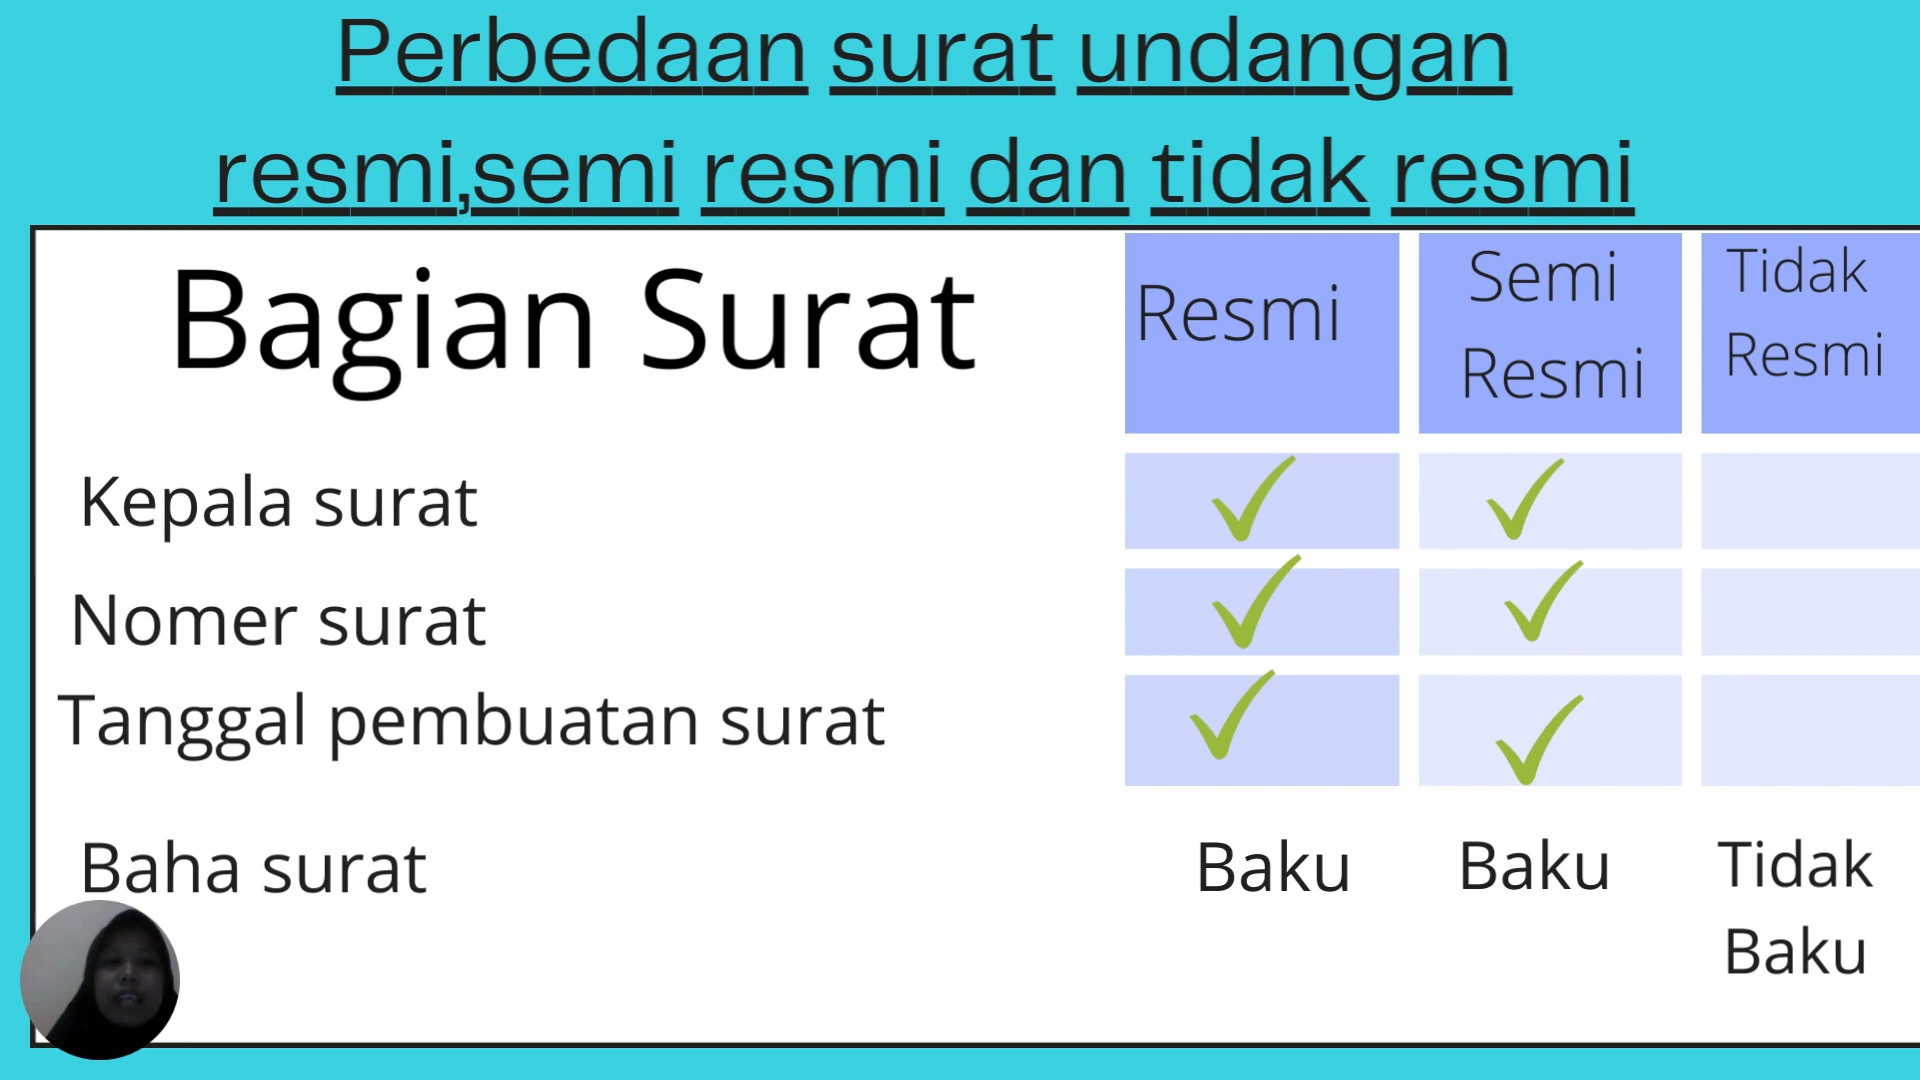 Perbedaan surat undangan
resmi,semi resmi dan tidak resmi
Bagian Surat
Resmi
Semi
Resmi
Tidak
Resmi
Kepala surat
Nomer surat
Tanggal pembuatan surat
Baha surat
Baku
Baku
Tidak
Baku